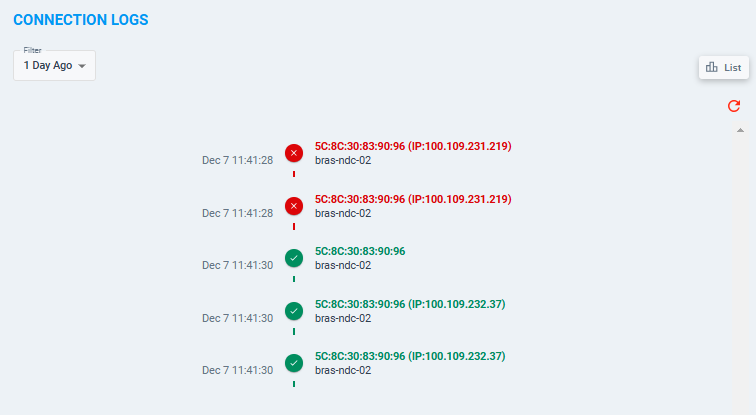 CONNECTION LOGS
Filter
1 Day Ago
List
5C:8C:30:83:90:96 (IP:100.109.231.219)
Dec 7 11:41:28
bras-ndc-02
5C:8C:30:83:90:96 (IP:100.109.231.219)
Dec 7 11:41:28
bras-ndc-02
5C:8C:30:83:90:96
Dec 7 11:41:30
bras-ndc-02
5C:8C:30:83:90:96 (IP:100.109.232.37)
Dec 7 11:41:30
bras-ndc-02
5C:8C:30:83:90:96 (IP:100.109.232.37)
Dec 7 11:41:30
bras-ndc-02